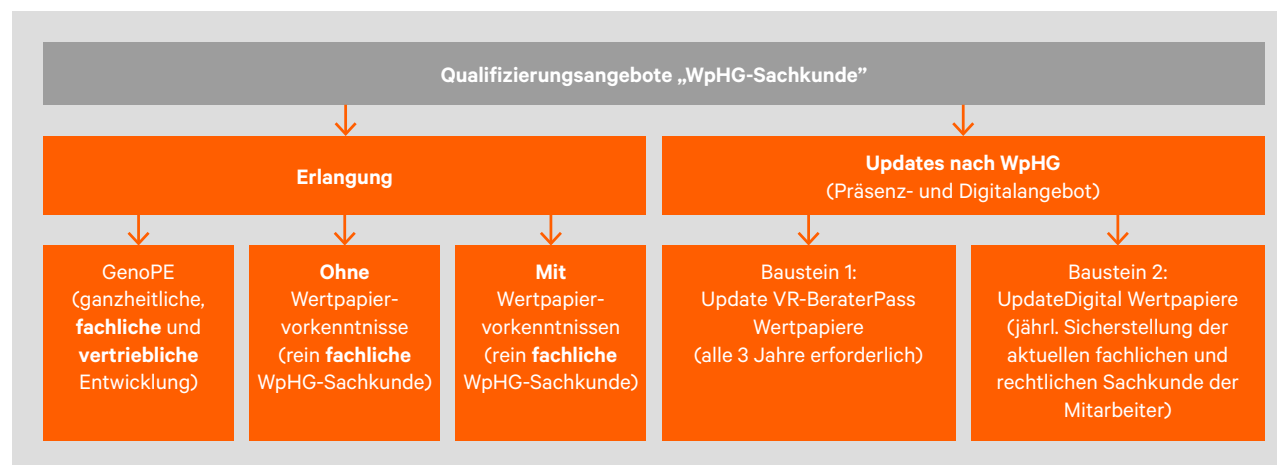 Qualifizierungsangebote „WpHG-Sachkunde”
Erlangung
Updates nach WpHG
(Präsenz- und Digitalangebot)
GenoPE
(ganzheitliche,
fachliche und
vertriebliche
Entwicklung)
Ohne
Wertpapier-
vorkenntnisse
(rein fachliche
WpHG-Sachkunde)
Mit
Wertpapier-
vorkenntnissen
(rein fachliche
WpHG-Sachkunde)
Baustein 1:
Update VR-BeraterPass
Wertpapiere
(alle 3 Jahre erforderlich)
Baustein 2:
UpdateDigital Wertpapiere
(jährl. Sicherstellung der
aktuellen fachlichen und
rechtlichen Sachkunde der
Mitarbeiter)